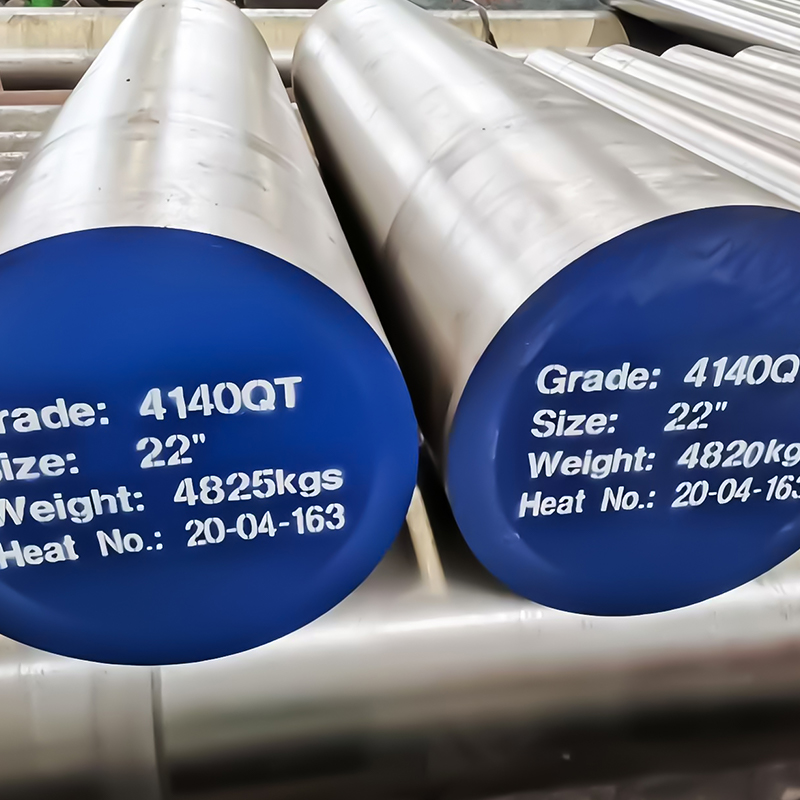 rade: 4140QT
ize: 22"
Weight: 4825kgs
Heat No.: 20-04-163
Grade: 4140Q
Size: 22"
Weight: 4820kg
Heat No.: 20-04-163